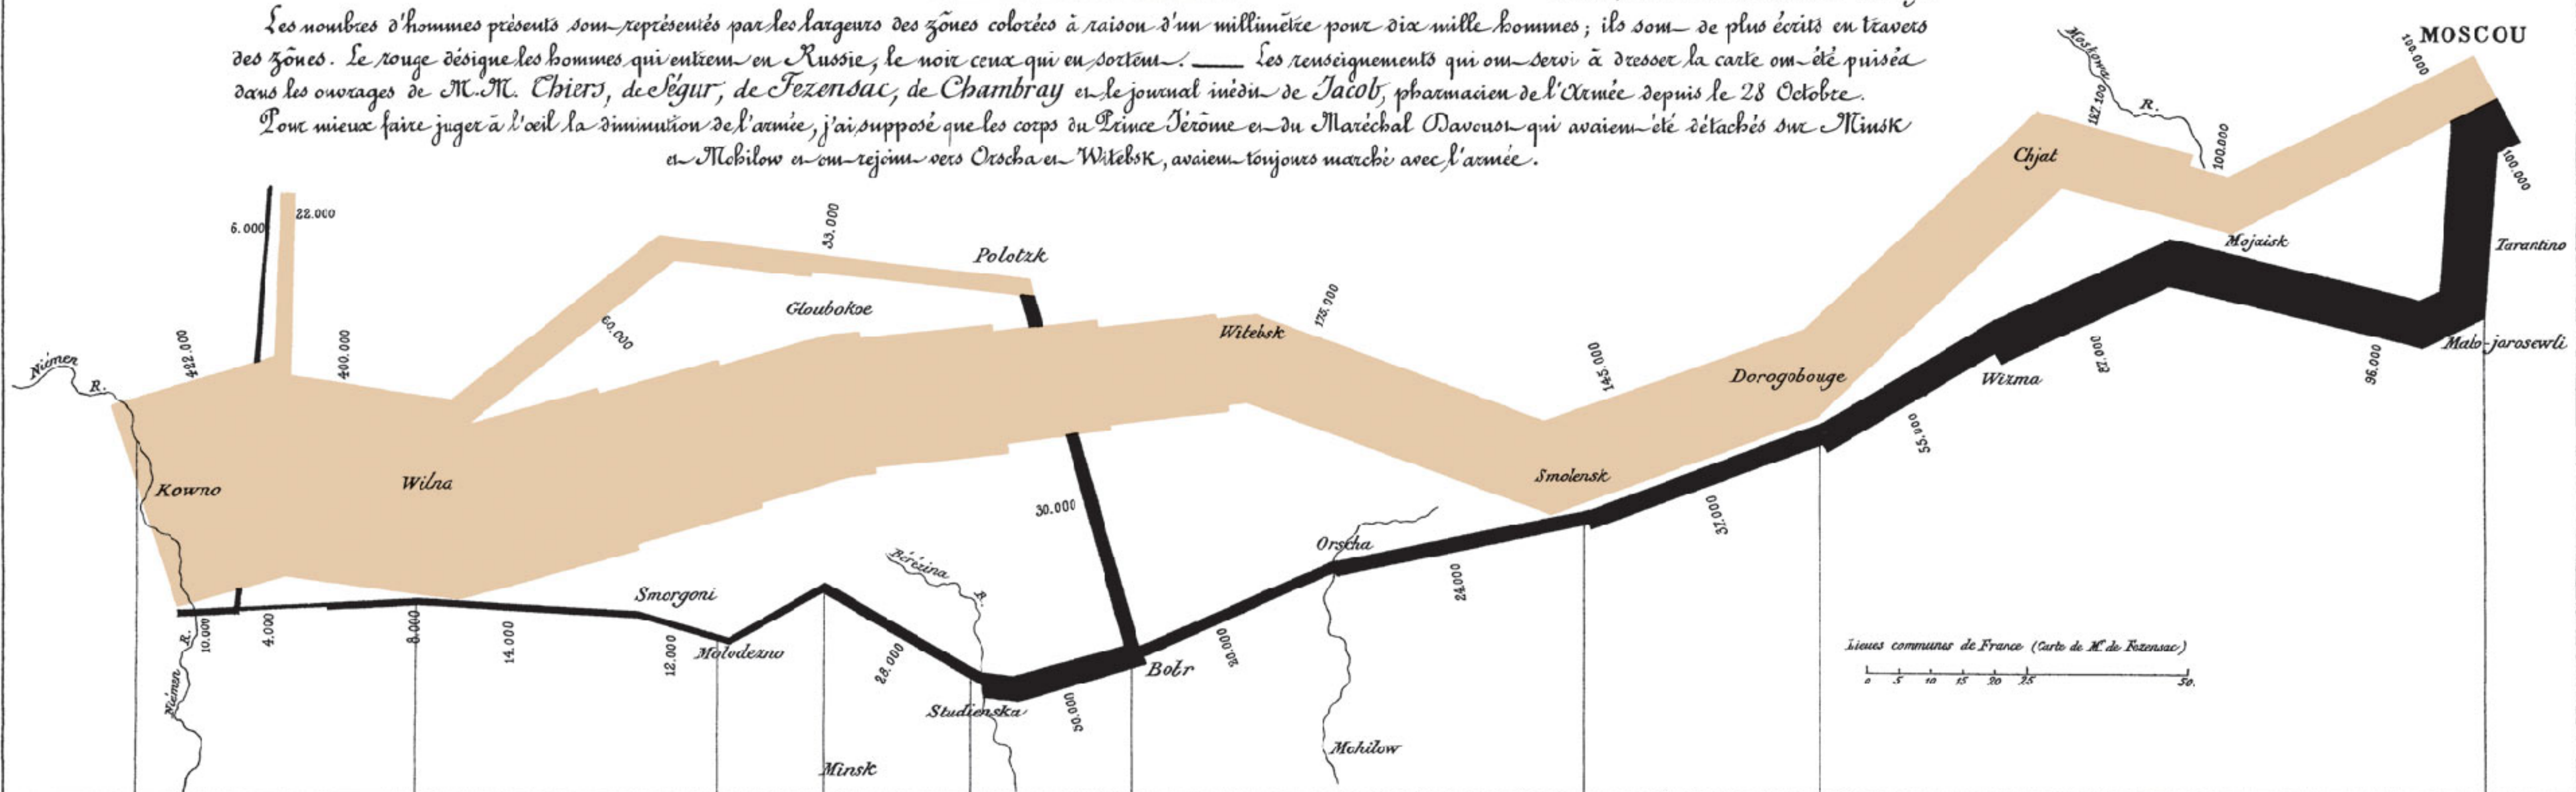 Les nombres d'hommes présents sont représentés par les largeurs des zônes colorées à raison d'un millimètre pour dix mille hommes; ils sont de plus écrits en travers
des zônes. Le rouge désigne les hommes qui entrent en Russie, le noir ceux qui en sortent. — Les renseignements qui ont servi à dresser la carte ont été puisés
dans les ouvrages de M.M. Chiers, de Ségur, de Fezensac, de Chambray et le journal inédit de Jacob, pharmacien de l'Armée depuis le 28 Octobre.
Pour mieux faire juger à l'œil la diminution de l'armée, j'ai supposé que les corps du Prince Jérôme et du Maréchal Davoust qui avaient été détachés sur Minsk
et Mohilow et ont rejoint vers Orscha et Witebsk, avaient toujours marché avec l'armée.
MOSCOU
100.000
Moskowa
R.
127.100
100.000
Chjat
100.000
Mojaisk
Tarantino
Malo-jarosewli
6.000
22.000
33.000
Polotzk
Gloubokoe
60.000
422.000
400.000
Niémen
R.
Kowno
Wilna
Witebsk
175.000
145.000
Dorogobouge
Wizma
87.000
96.000
55.000
Smolensk
37.000
30.000
Orscha
24000
Bérézina
R.
Smorgoni
10.000
4.000
8.000
14.000
12.000
Molodezno
28.000
Botr
20.000
Studienska
50.000
R.
Niémen
Minsk
Mohilow
Lieues communes de France (Carte de M. de Fezensac)
0 5 10 15 20 25 50.